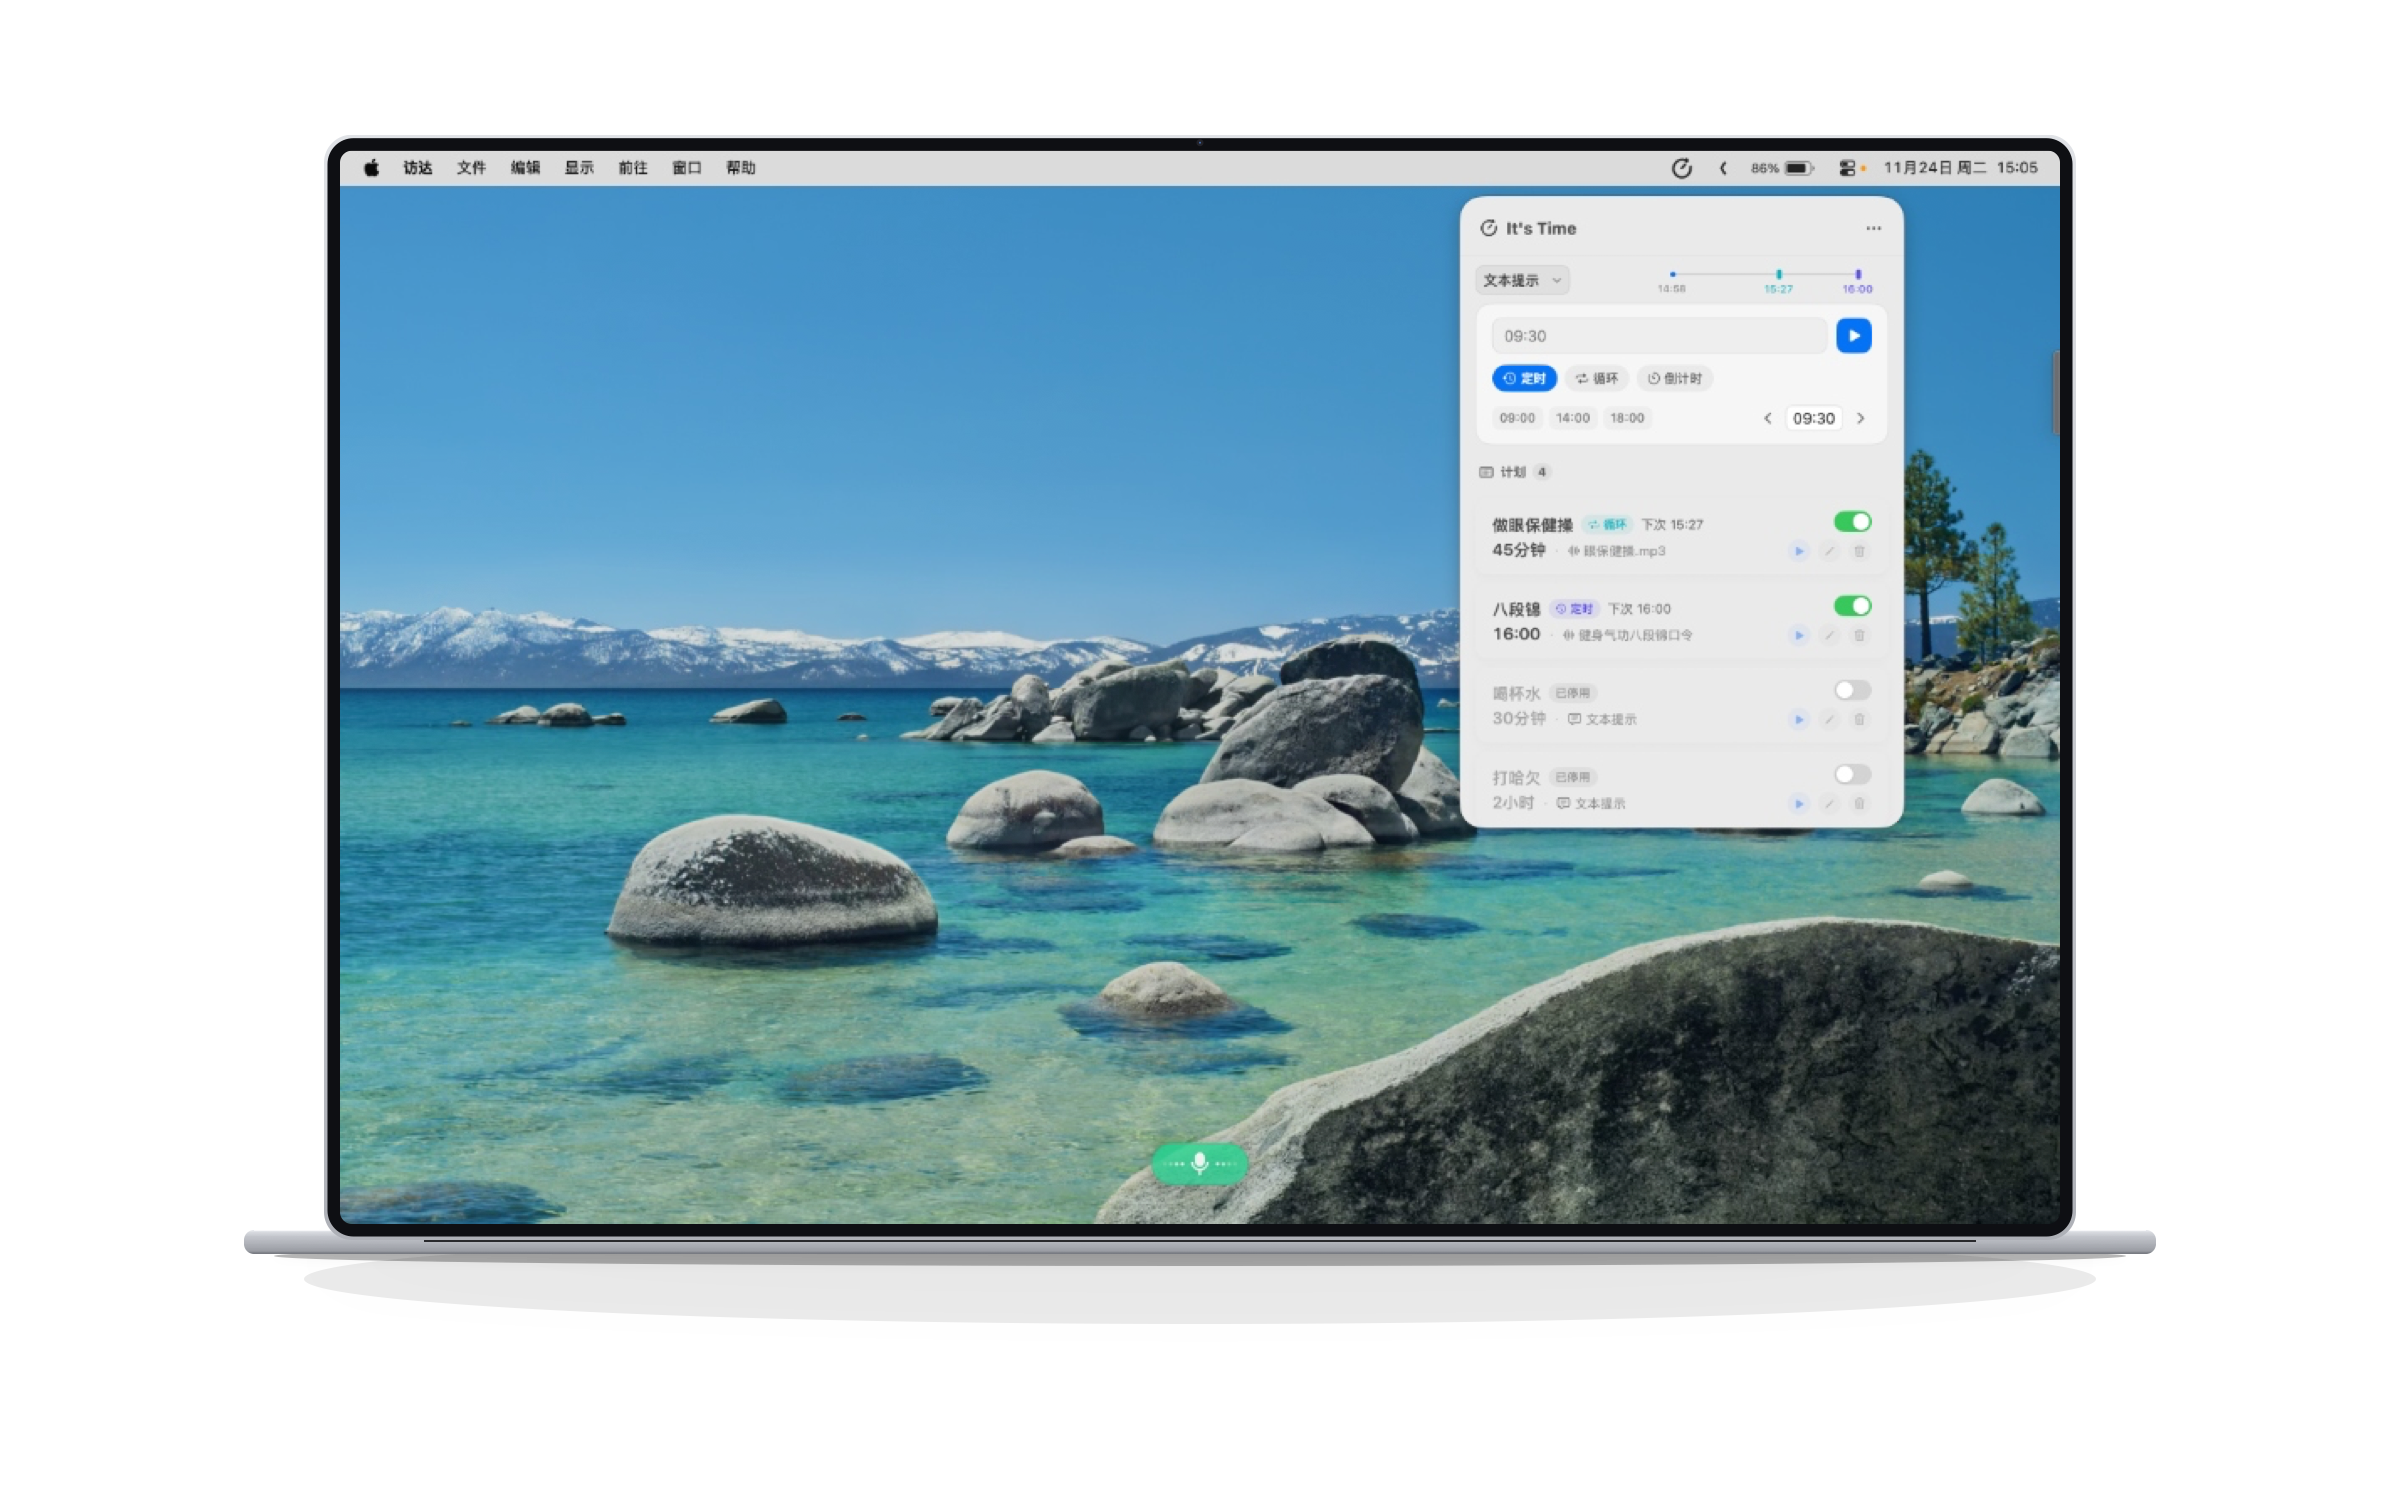 访达 文件 编辑 显示 前往 窗口 帮助 86% 11月24日 周二 15:05
It's Time
文本提示
14:58 15:27 16:00
09:30
定时 循环 倒计时
09:00 14:00 18:00 09:30
计划 4
做眼保健操 循环 下次 15:27
45分钟 · 眼保健操.mp3
八段锦 定时 下次 16:00
16:00 · 健身气功八段锦口令
喝杯水 已停用
30分钟 · 文本提示
打哈欠 已停用
2小时 · 文本提示